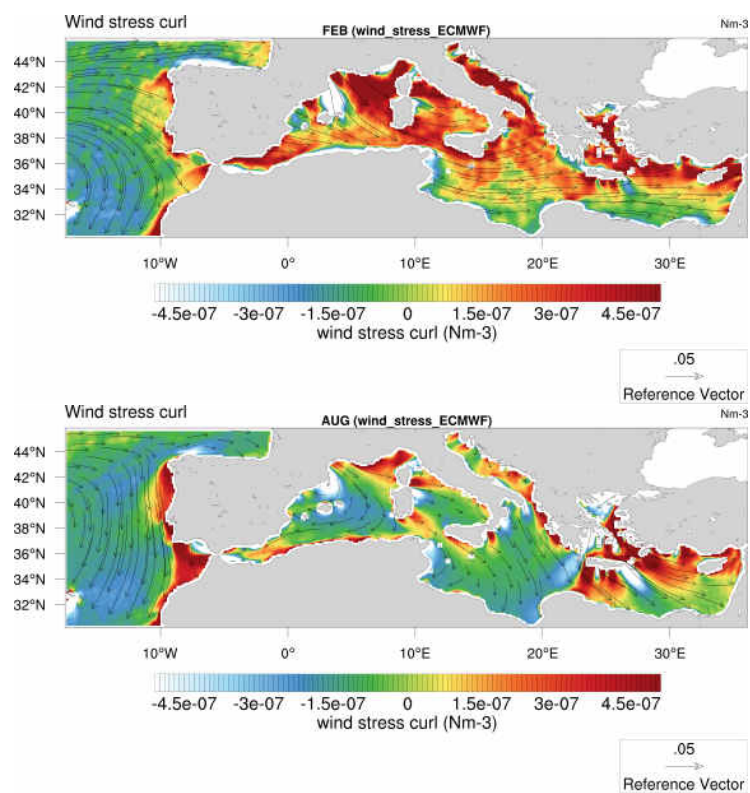 Wind stress curl
FEB (wind_stress_ECMWF)
Nm-3
44°N
42°N
40°N
38°N
36°N
34°N
32°N
10°W 0° 10°E 20°E 30°E
-4.5e-07 -3e-07 -1.5e-07 0 1.5e-07 3e-07 4.5e-07
wind stress curl (Nm-3)
.05
Reference Vector
Wind stress curl
AUG (wind_stress_ECMWF)
Nm-3
44°N
42°N
40°N
38°N
36°N
34°N
32°N
10°W 0° 10°E 20°E 30°E
-4.5e-07 -3e-07 -1.5e-07 0 1.5e-07 3e-07 4.5e-07
wind stress curl (Nm-3)
.05
Reference Vector